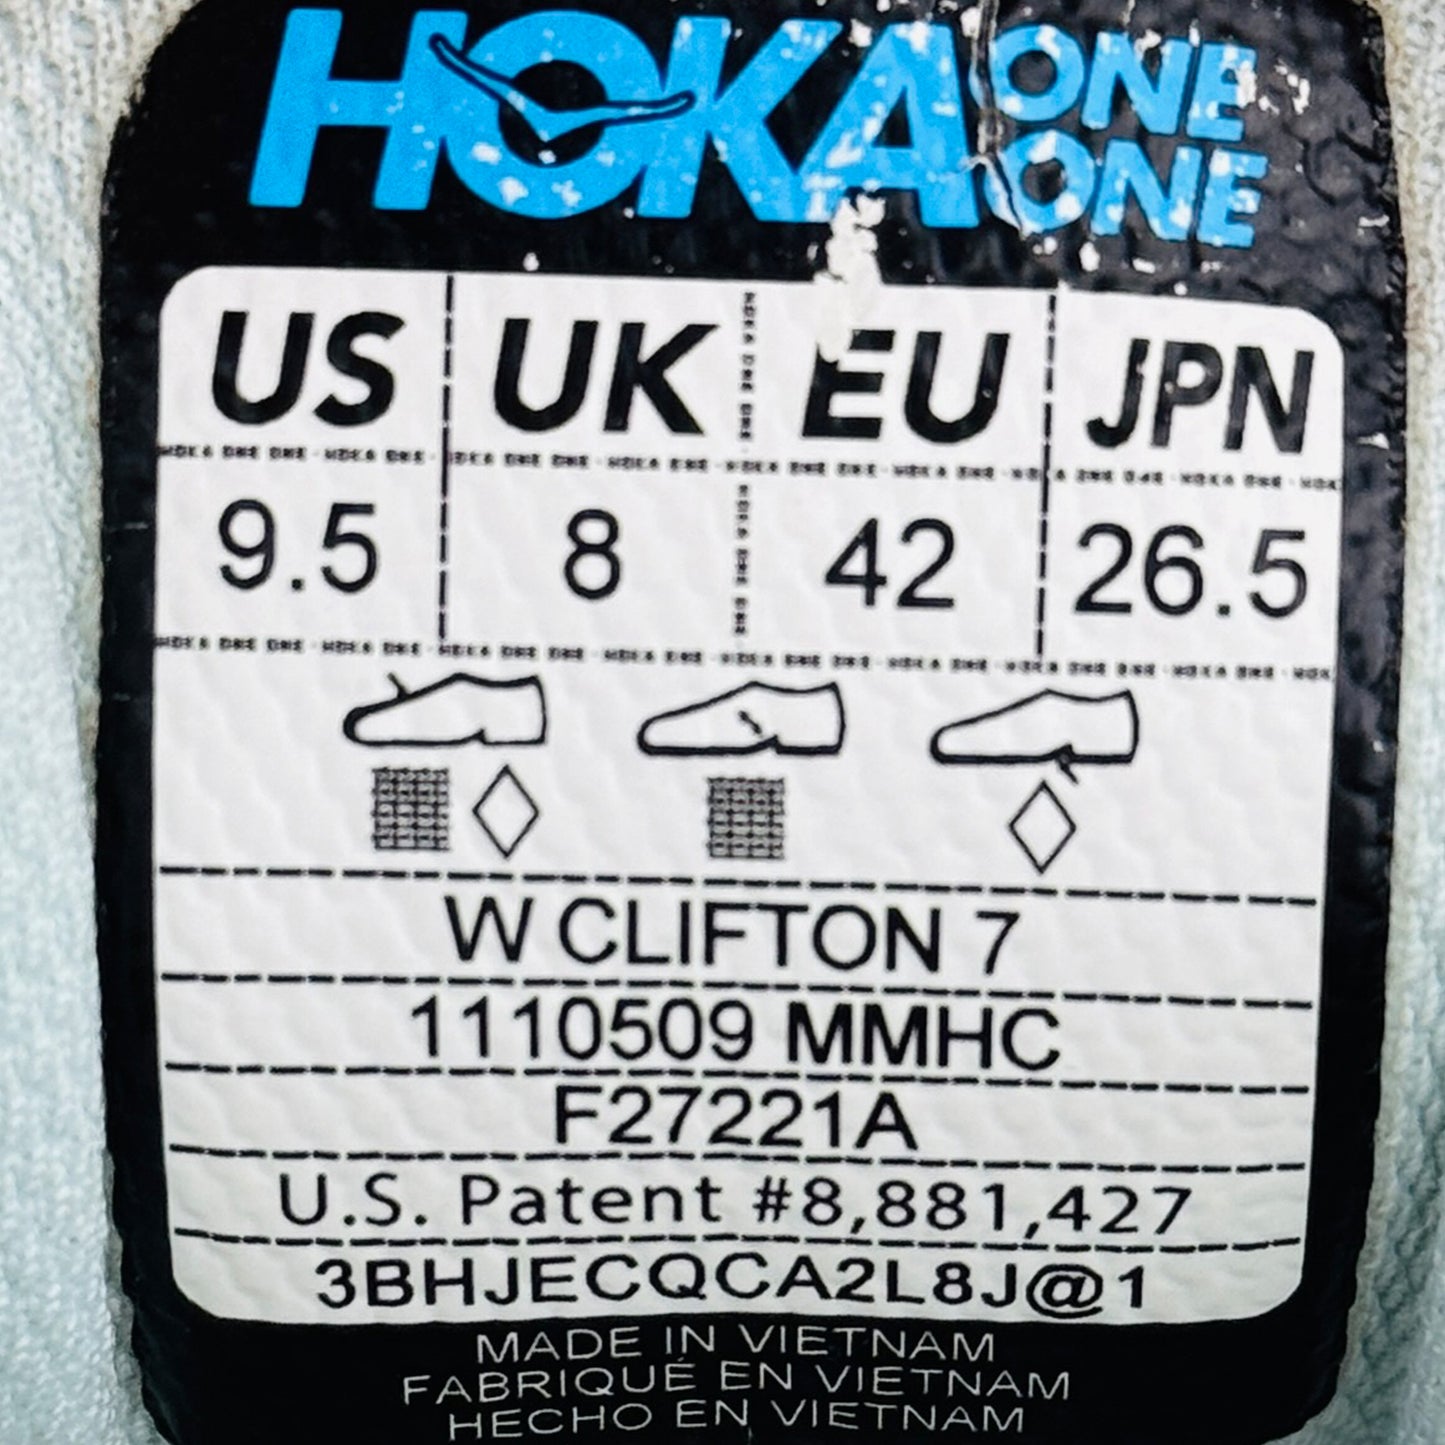 HOKA ONE ONE
US UK EU JPN
9.5 8 42 26.5
W CLIFTON 7
1110509 MMHC
F27221A
U.S. Patent #8,881,427
3BHJECQCA2L8J@1
MADE IN VIETNAM
FABRIQUÉ EN VIETNAM
HECHO EN VIETNAM